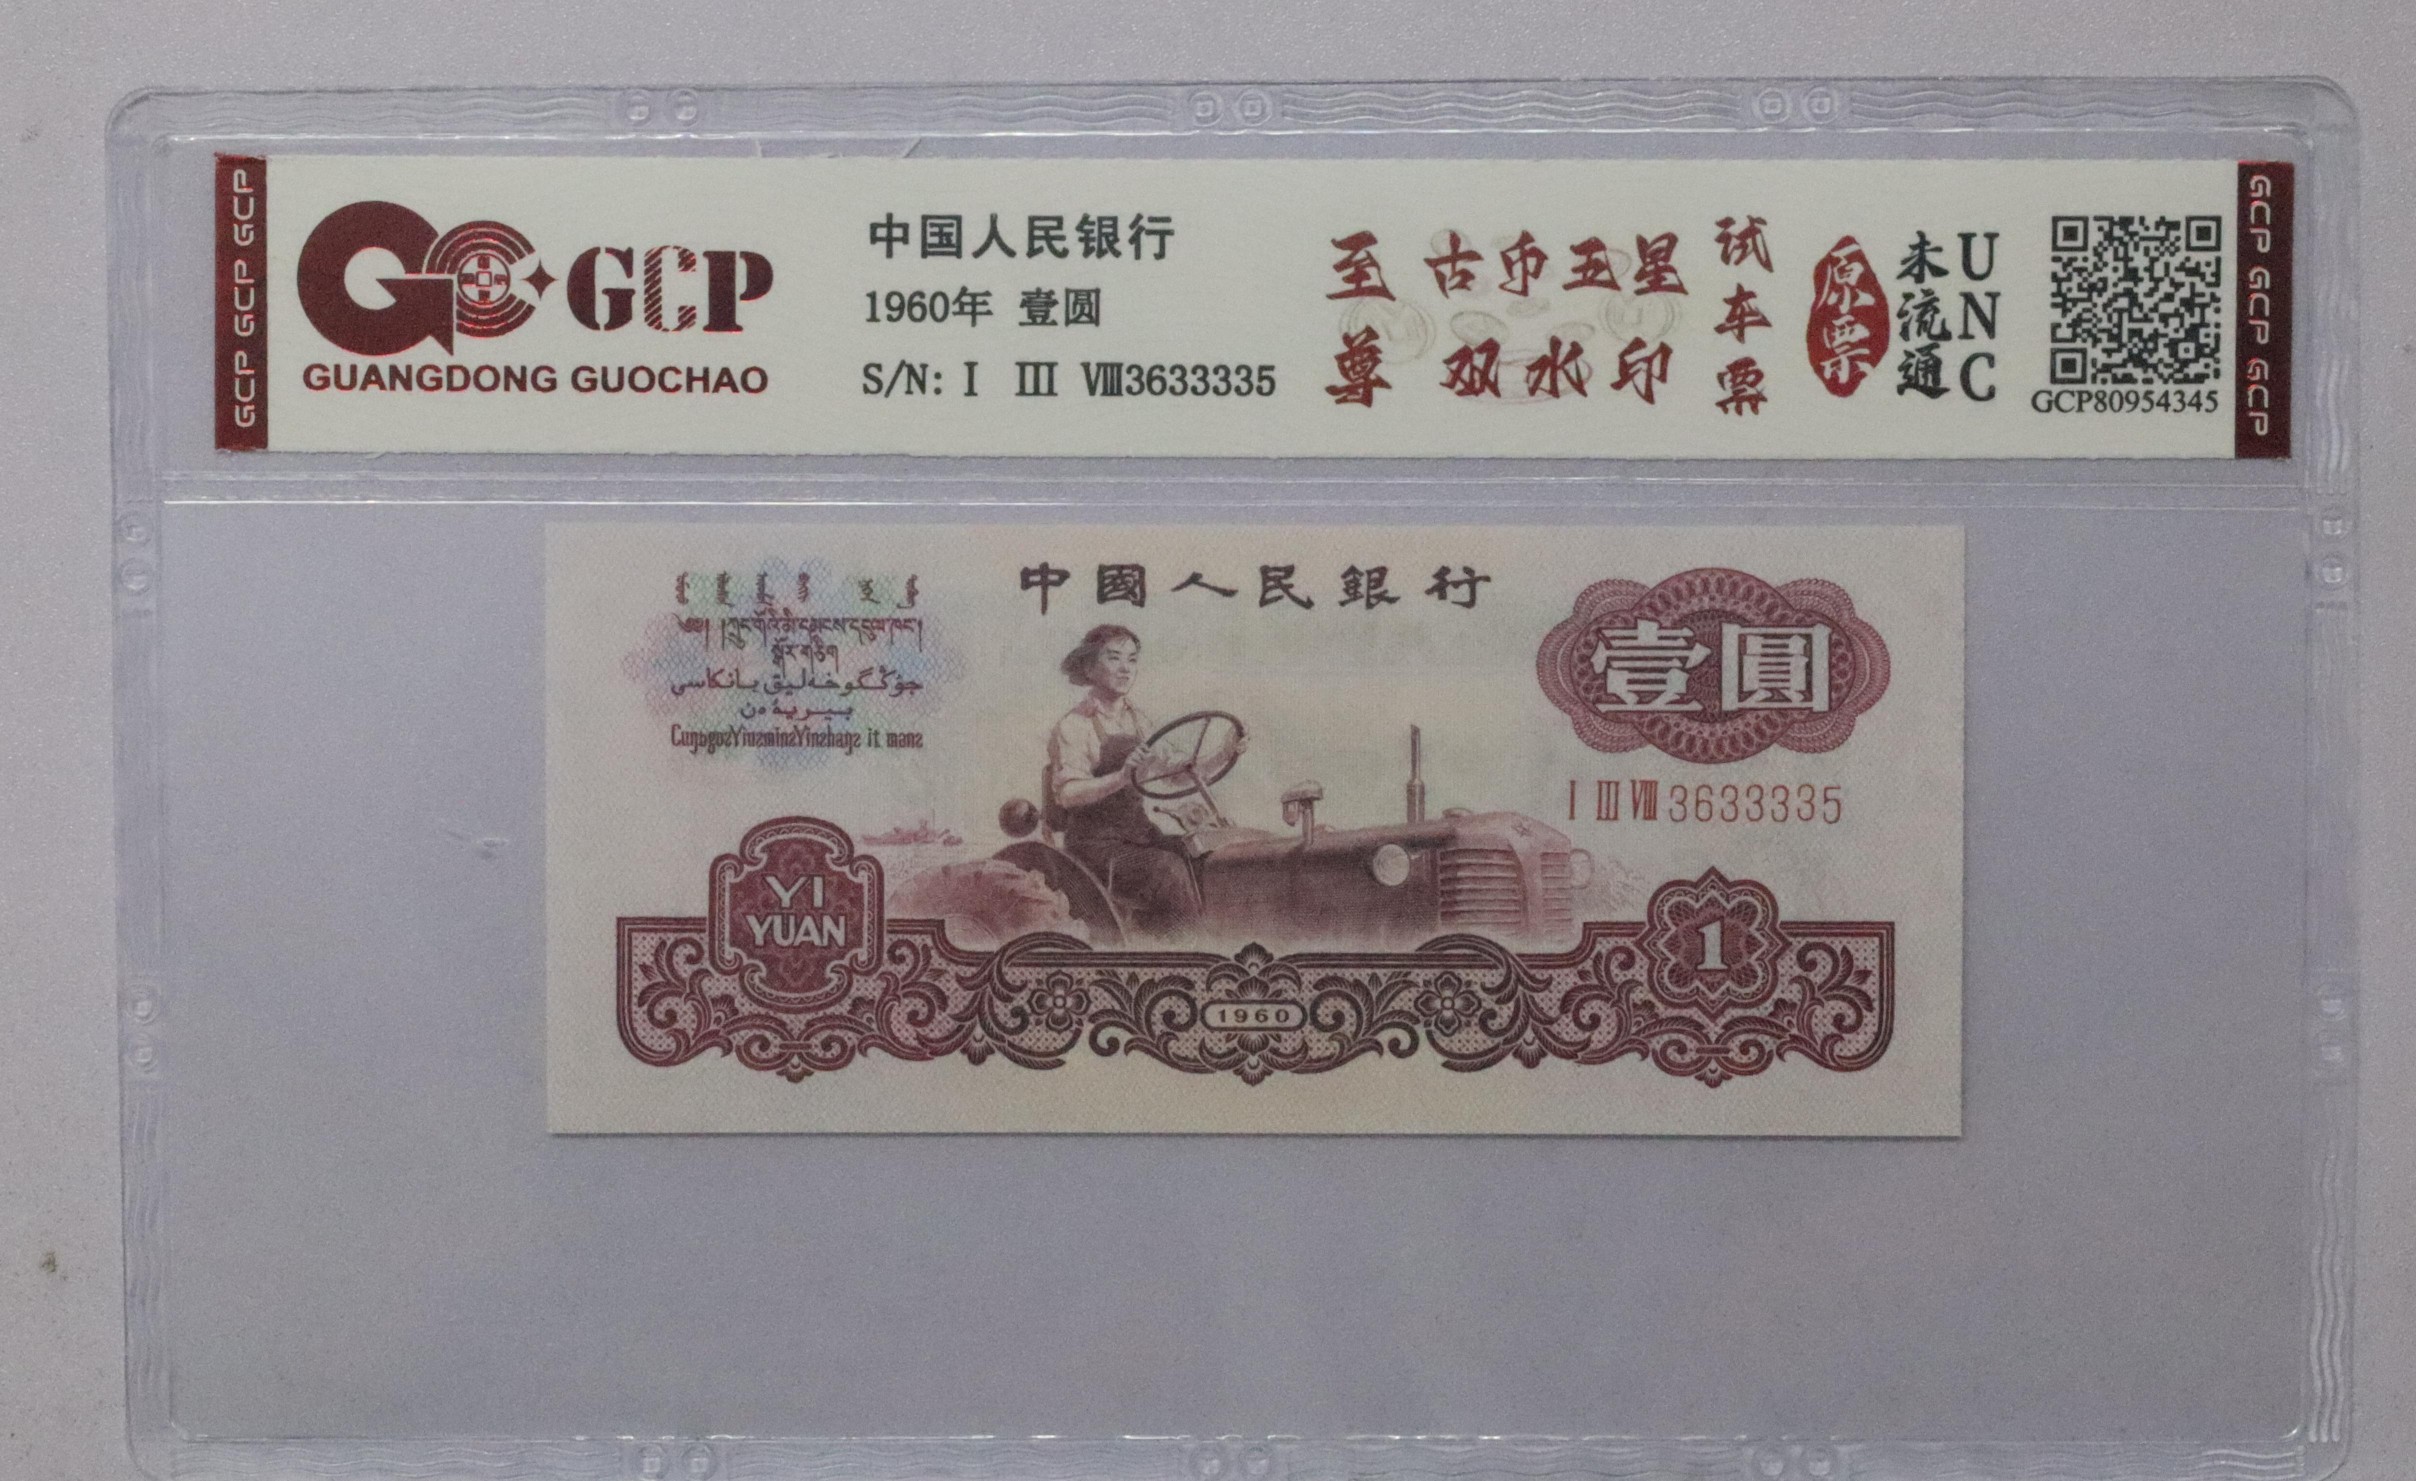 GCP GCP GCP
GCP
GUANGDONG GUOCHAO
中国人民银行
1960年 壹圆
S/N: I III VIII3633335
至尊
古币五星
双水印
试车票
原票
未流通
UNC
GCP80954345
GCP GCP GCP
中國人民銀行
壹圓
I III VIII 3633335
CuŋƣoƨYinƨminƨYinƨhaŋƨ it manƨ
YI
YUAN
1
1960